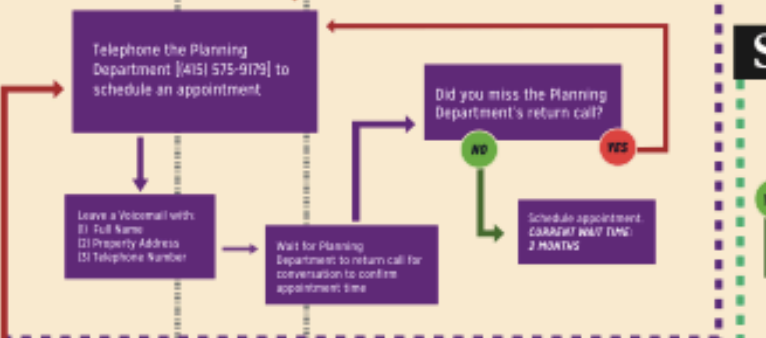 Telephone the Planning
Department [(415) 575-9179] to
schedule an appointment
Did you miss the Planning
Department's return call?
NO
YES
Leave a Voicemail with:
(1) Full Name
(2) Property Address
(3) Telephone Number
Wait for Planning
Department to return call for
conversation to confirm
appointment time
Schedule appointment.
CURRENT WAIT TIME:
2 MONTHS
S